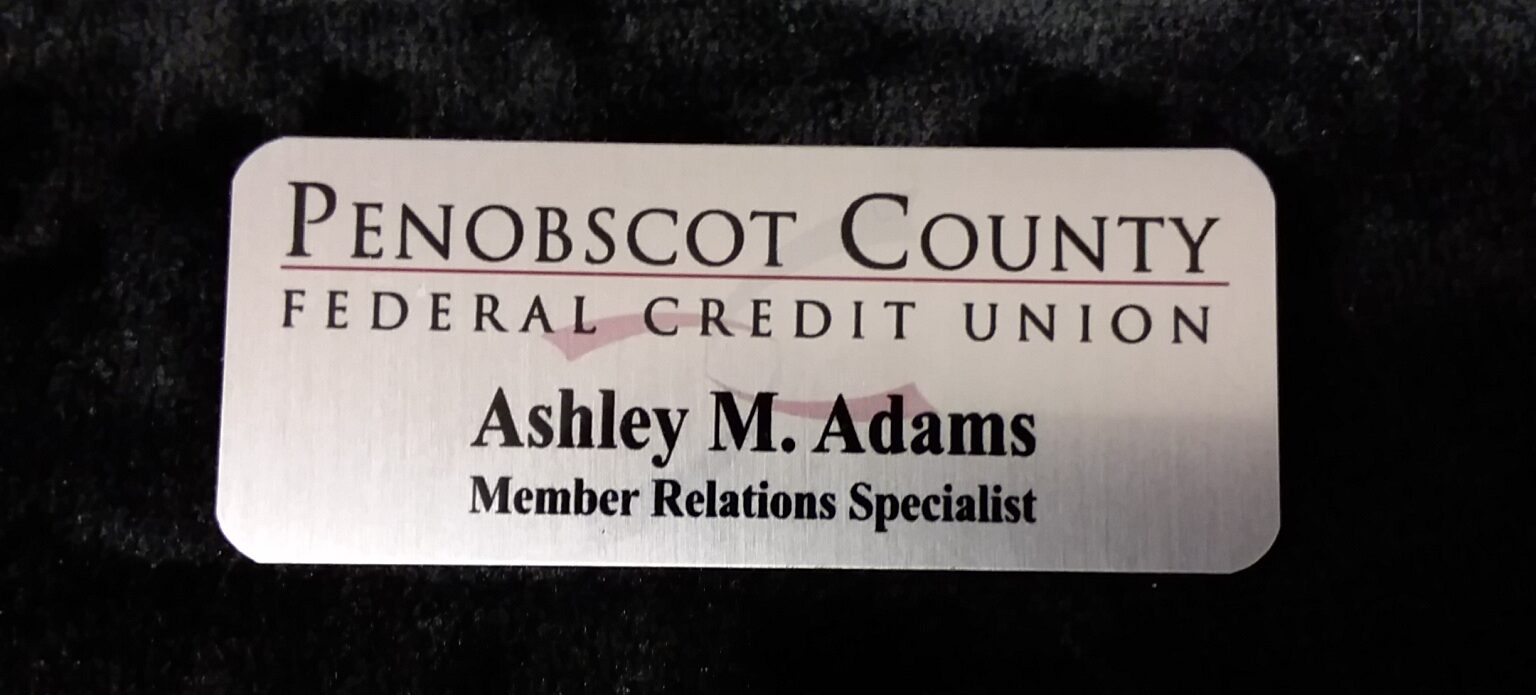 PENOBSCOT COUNTY
FEDERAL CREDIT UNION
Ashley M. Adams
Member Relations Specialist